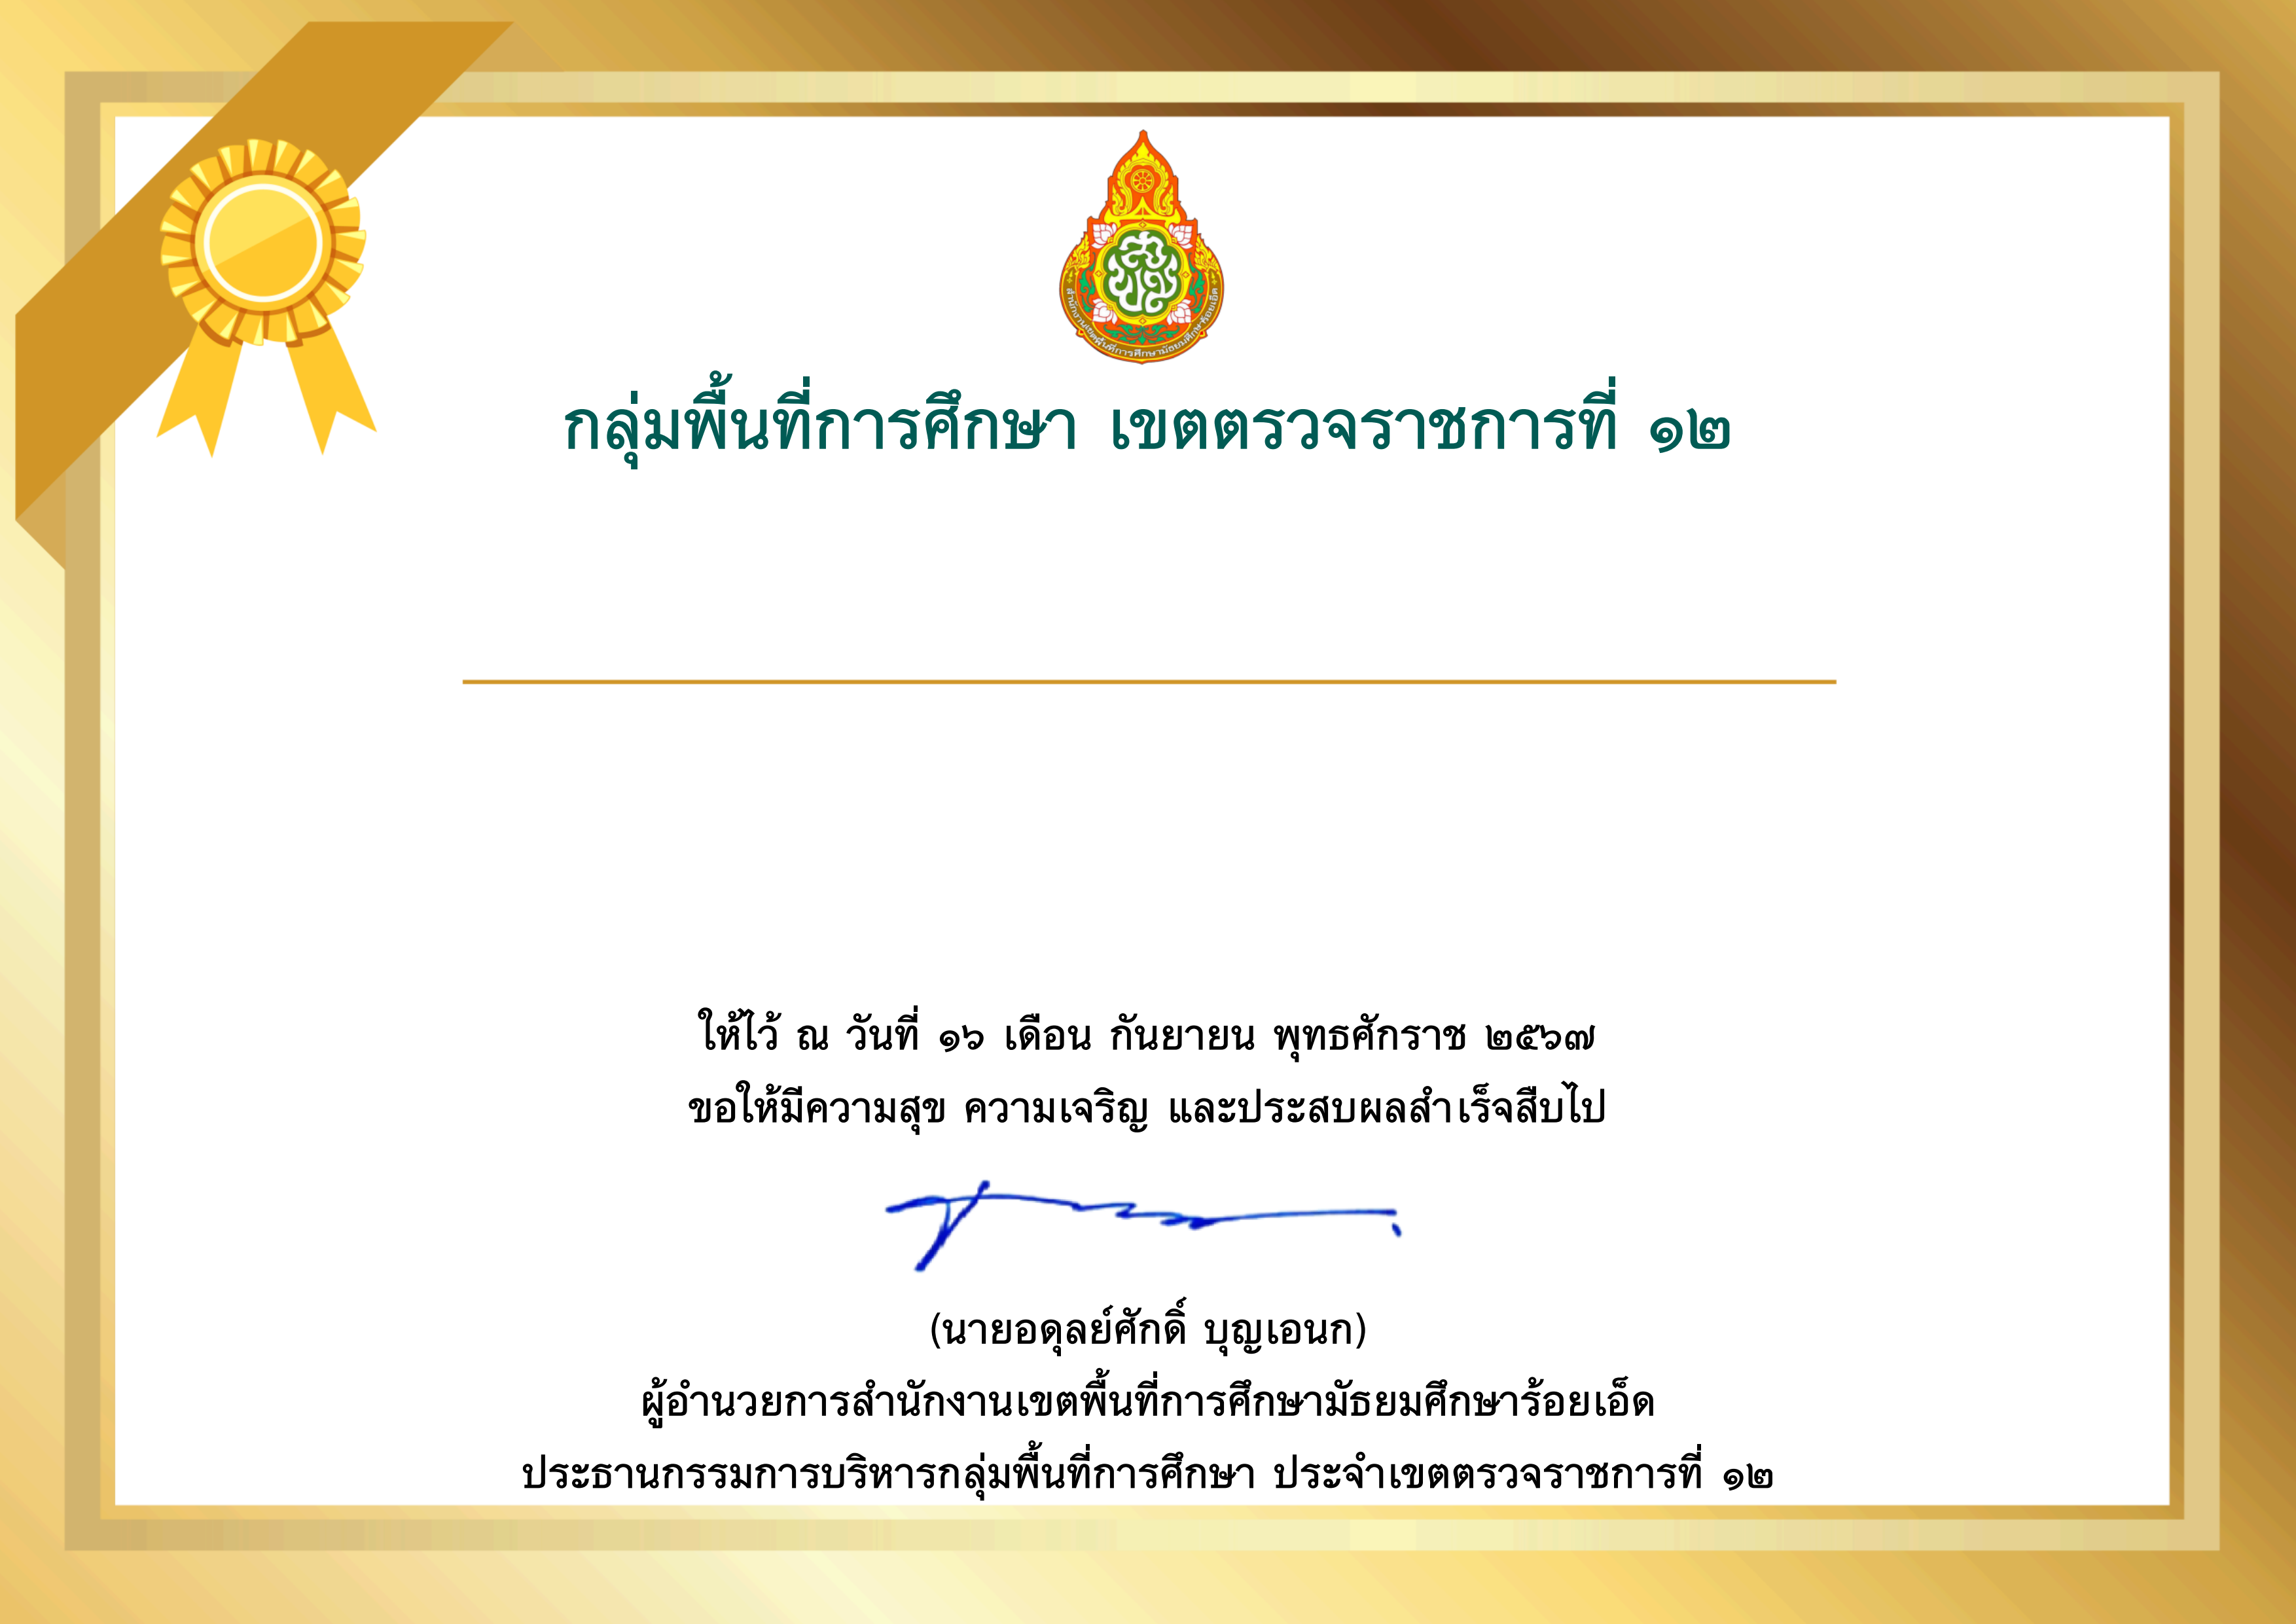 สพฐ
สำนักงานเขตพื้นที่การศึกษามัธยมศึกษาร้อยเอ็ด
กลุ่มพื้นที่การศึกษา เขตตรวจราชการที่ ๑๒
ให้ไว้ ณ วันที่ ๑๖ เดือน กันยายน พุทธศักราช ๒๕๖๗
ขอให้มีความสุข ความเจริญ และประสบผลสำเร็จสืบไป
(นายอดุลย์ศักดิ์ บุญเอนก)
ผู้อำนวยการสำนักงานเขตพื้นที่การศึกษามัธยมศึกษาร้อยเอ็ด
ประธานกรรมการบริหารกลุ่มพื้นที่การศึกษา ประจำเขตตรวจราชการที่ ๑๒